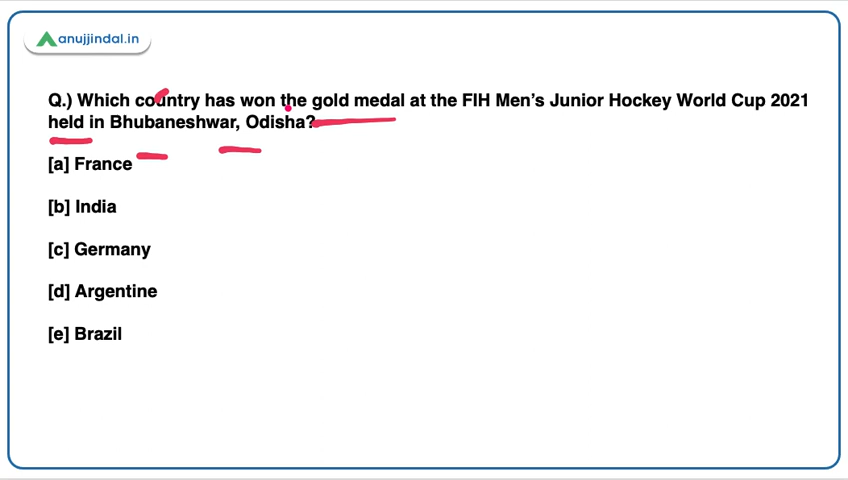 anujjindal.in
Q.) Which country has won the gold medal at the FIH Men's Junior Hockey World Cup 2021
held in Bhubaneshwar, Odisha?
[a] France
[b] India
[c] Germany
[d] Argentine
[e] Brazil